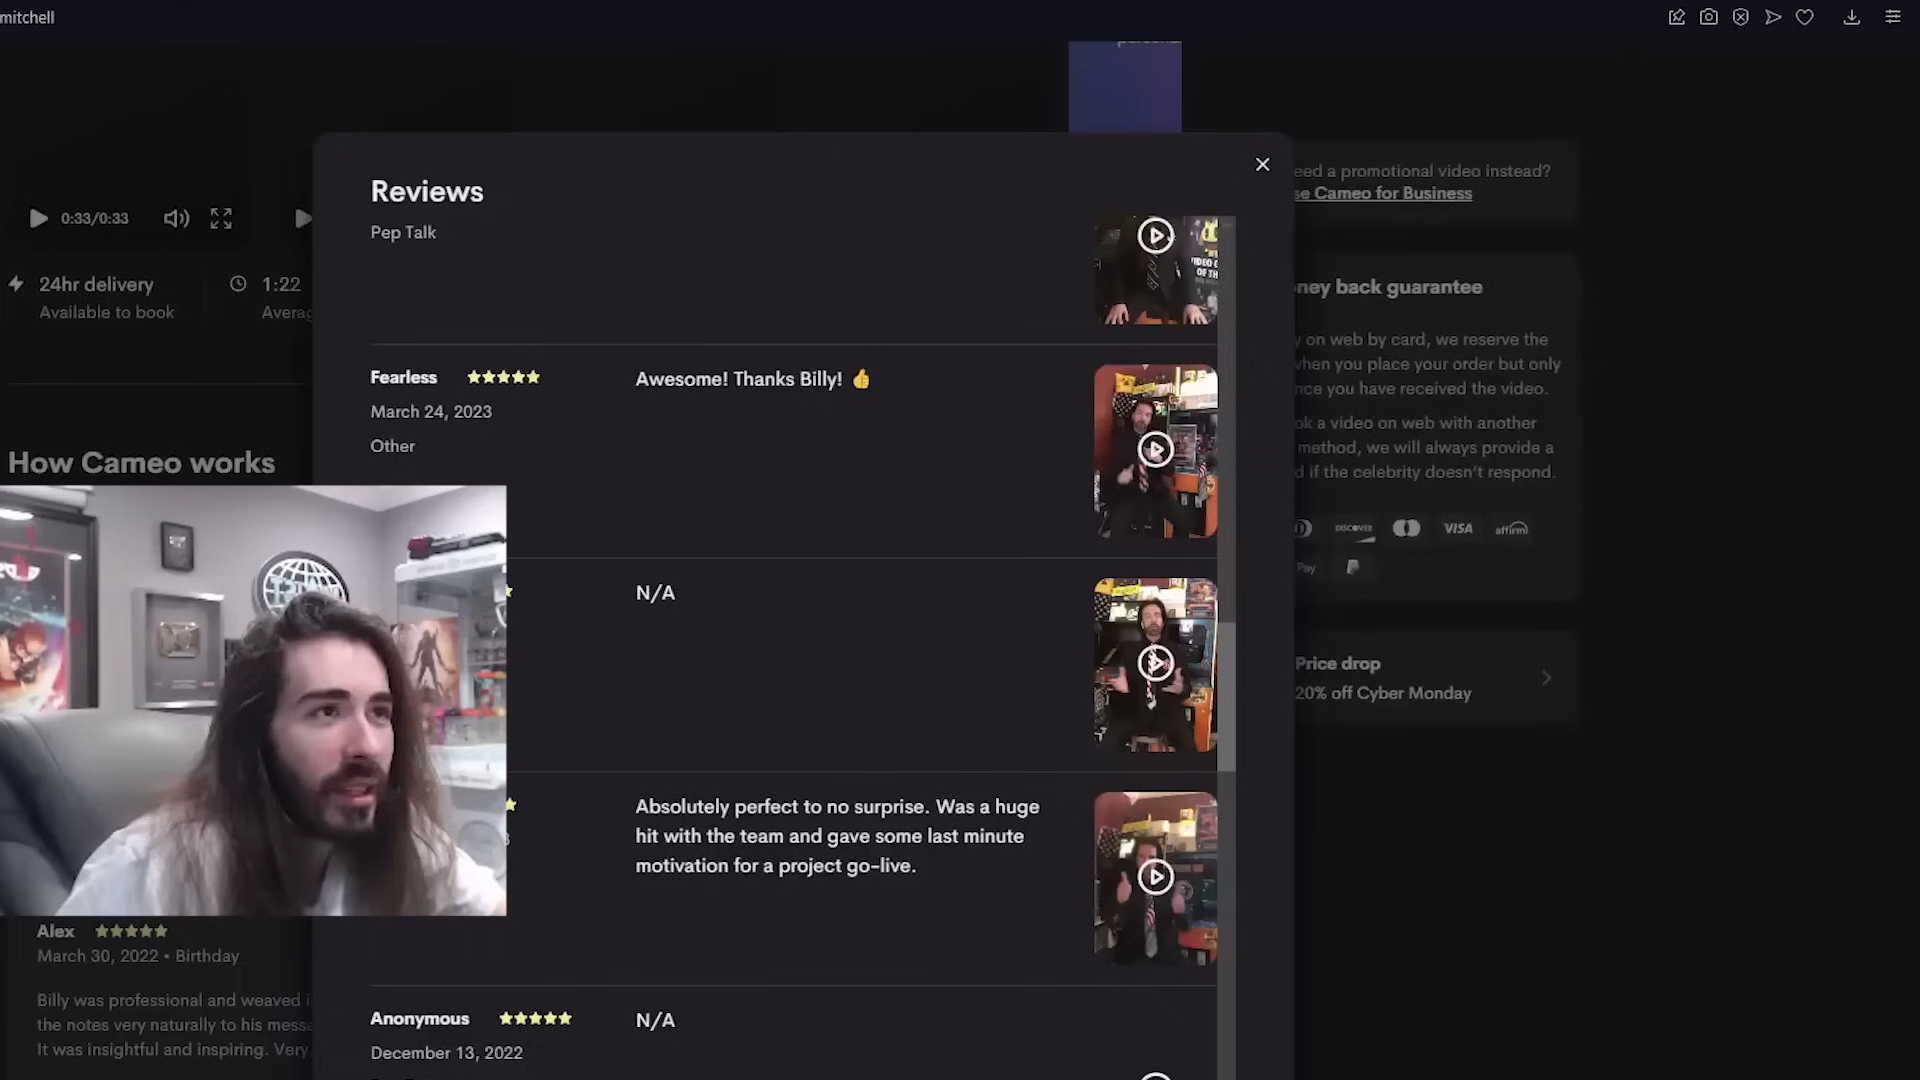 mitchell
0:33/0:33
24hr delivery
Available to book
1:22
How Cameo works
Alex
March 30, 2022 • Birthday
Billy was professional and weaved
the notes very naturally to his
It was insightful and inspiring. Very
Reviews
Pep Talk
Fearless
March 24, 2023
Other
Awesome! Thanks Billy! 👍
N/A
Absolutely perfect to no surprise. Was a huge
hit with the team and gave some last minute
motivation for a project go-live.
Anonymous
December 13, 2022
N/A
a promotional video instead?
Cameo for Business
back guarantee
on web by card, we reserve the
when you place your order but only
you have received the video.
a video on web with another
method, we will always provide a
if the celebrity doesn't respond.
DISCOVER
VISA
affirm
Pay
Price drop
20% off Cyber Monday